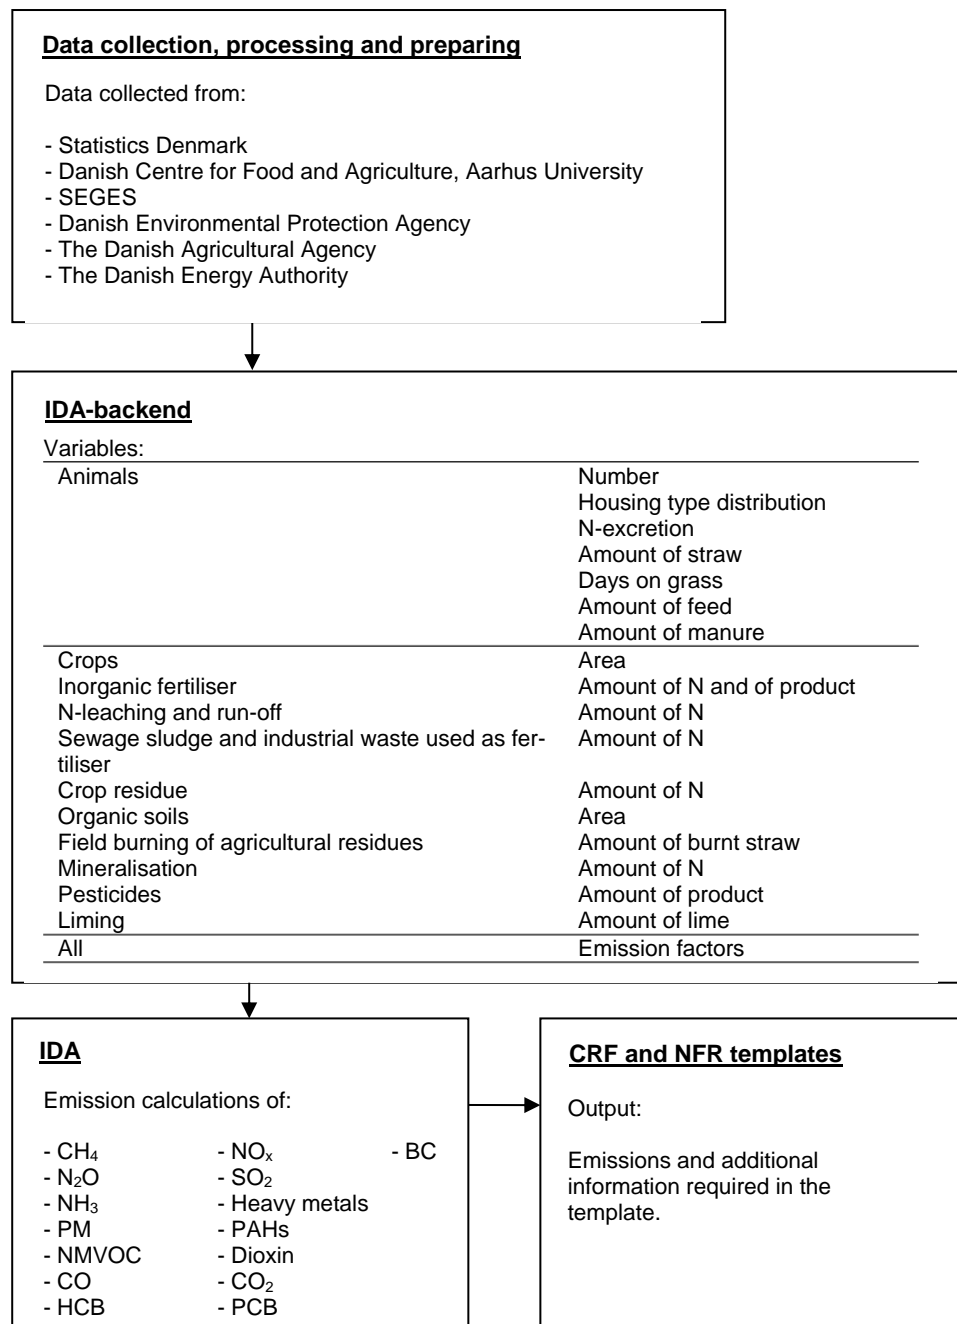 Data collection, processing and preparing
Data collected from:
- Statistics Denmark
- Danish Centre for Food and Agriculture, Aarhus University
- SEGES
- Danish Environmental Protection Agency
- The Danish Agricultural Agency
- The Danish Energy Authority
IDA-backend
Variables:
Animals Number
Housing type distribution
N-excretion
Amount of straw
Days on grass
Amount of feed
Amount of manure
Crops Area
Inorganic fertiliser Amount of N and of product
N-leaching and run-off Amount of N
Sewage sludge and industrial waste used as fer- Amount of N
tiliser
Crop residue Amount of N
Organic soils Area
Field burning of agricultural residues Amount of burnt straw
Mineralisation Amount of N
Pesticides Amount of product
Liming Amount of lime
All Emission factors
IDA
Emission calculations of:
- CH₄ - NOₓ - BC
- N₂O - SO₂
- NH₃ - Heavy metals
- PM - PAHs
- NMVOC - Dioxin
- CO - CO₂
- HCB - PCB
CRF and NFR templates
Output:
Emissions and additional
information required in the
template.